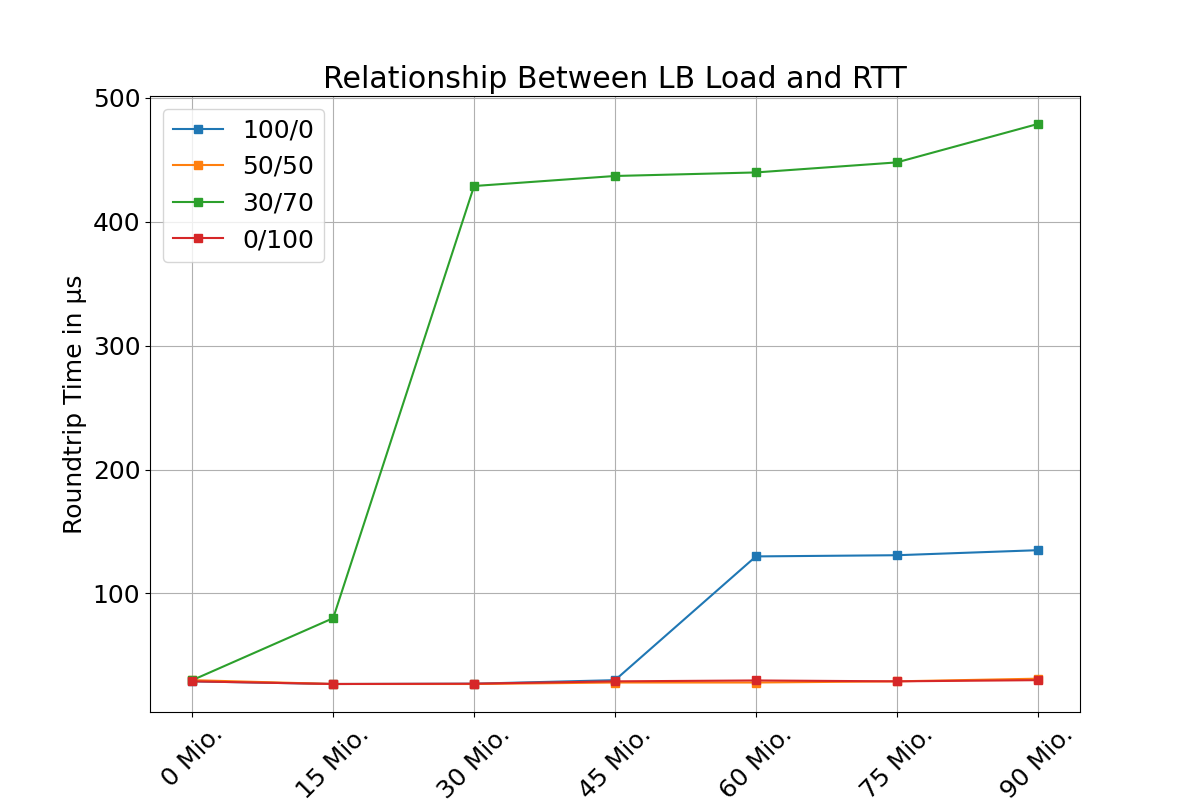 Relationship Between LB Load and RTT
500
400
300
200
100
Roundtrip Time in µs
100/0
50/50
30/70
0/100
0 Mio.
15 Mio.
30 Mio.
45 Mio.
60 Mio.
75 Mio.
90 Mio.